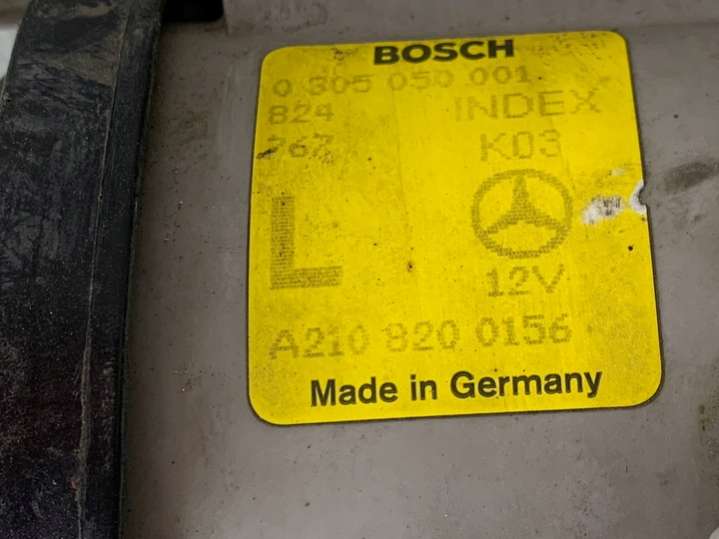 BOSCH
0 305 050 001
824 INDEX
767 K03
L
12V
A210 820 0156
Made in Germany